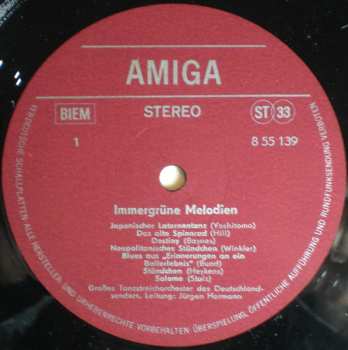 AMIGA
BIEM
STEREO
ST 33
1
8 55 139
Immergrüne Melodien
Japanischer Laternentanz (Yoshitomo)
Das alte Spinnrad (Hill)
Destiny (Baynes)
Neapolitanisches Ständchen (Winkler)
Blues aus „Erinnerungen an ein
Ballerlebnis" (Bund)
Ständchen (Heykens)
Salome (Stolz)
Großes Tanzstreichorchester des Deutschland-
senders, Leitung: Jürgen Hermann
VEB DEUTSCHE SCHALLPLATTEN ALLE HERSTELLER- UND URHEBERRECHTE VORBEHALTEN ÜBERSPIELUNG, ÖFFENTLICHE AUFFÜHRUNG UND RUNDFUNKSENDUNG VERBOTEN